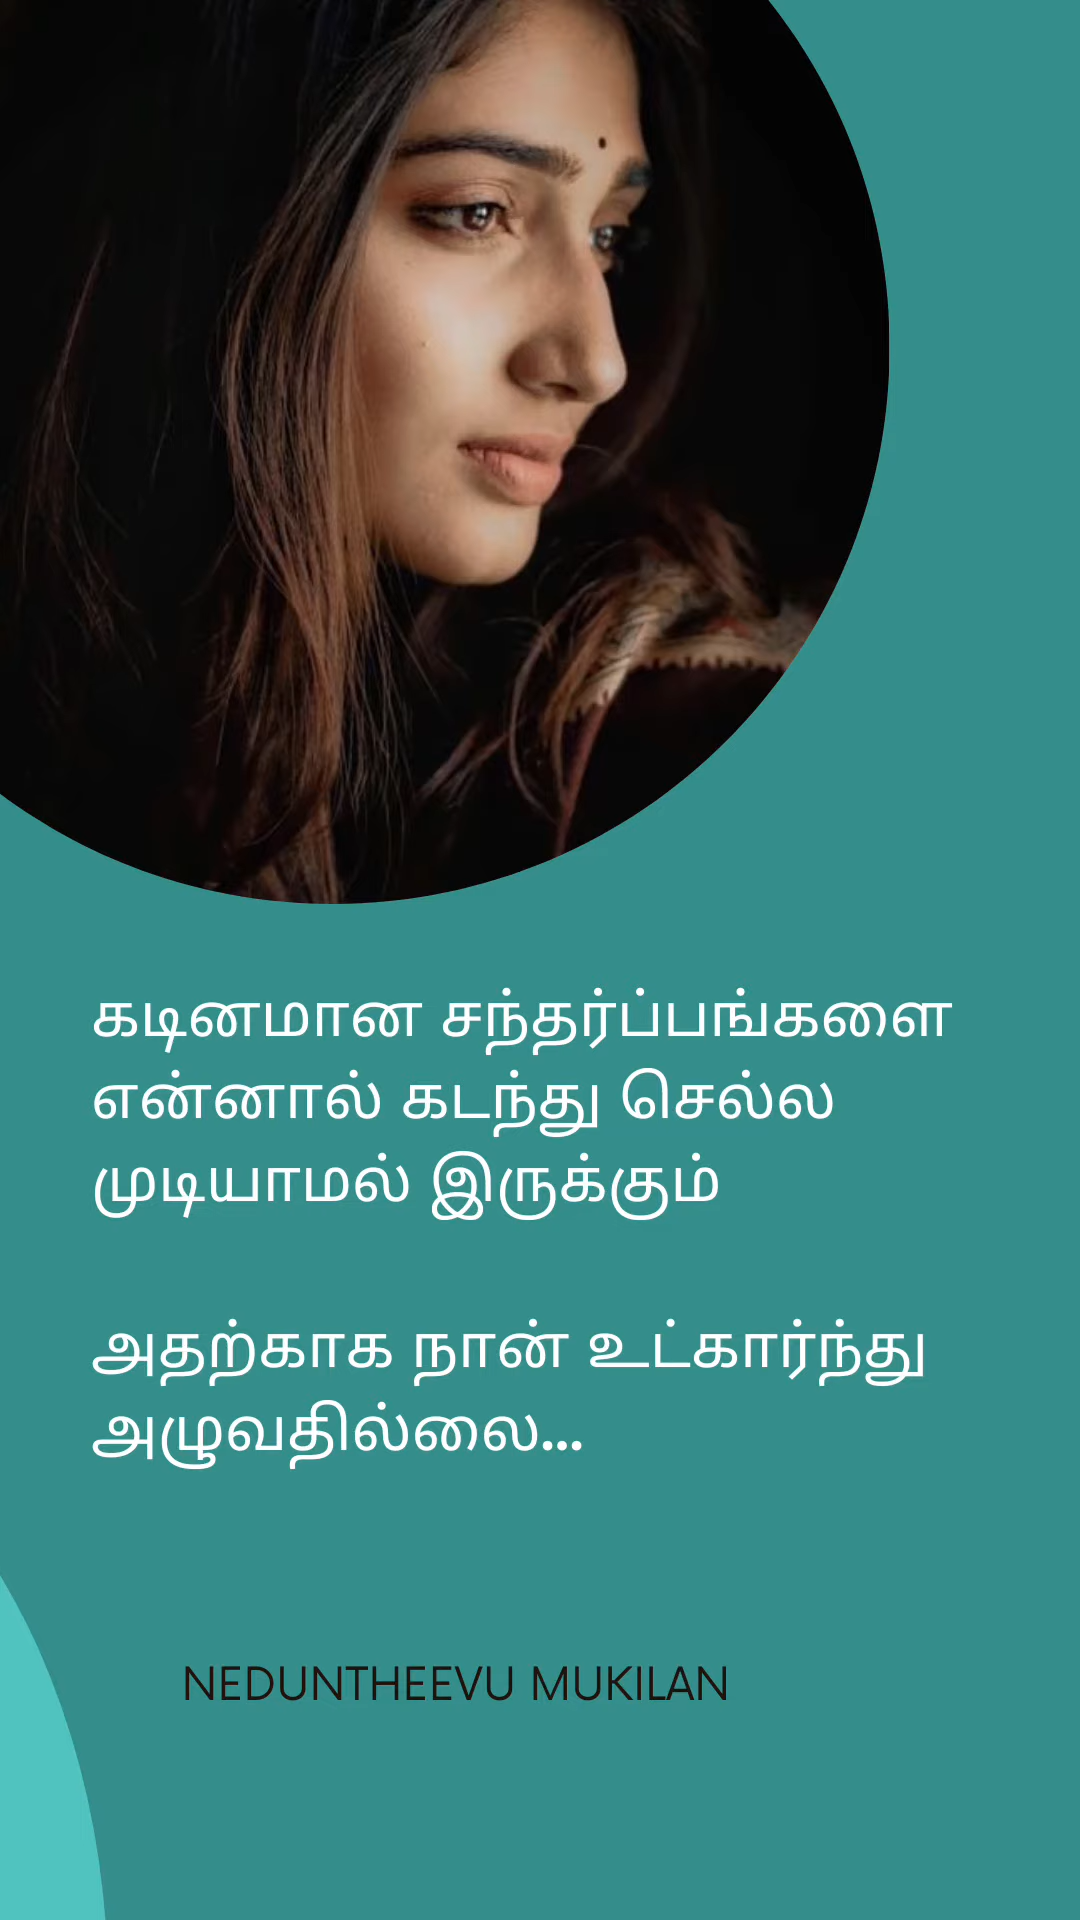 கடினமான சந்தர்ப்பங்களை
என்னால் கடந்து செல்ல
முடியாமல் இருக்கும்
அதற்காக நான் உட்கார்ந்து
அழுவதில்லை...
NEDUNTHEEVU MUKILAN